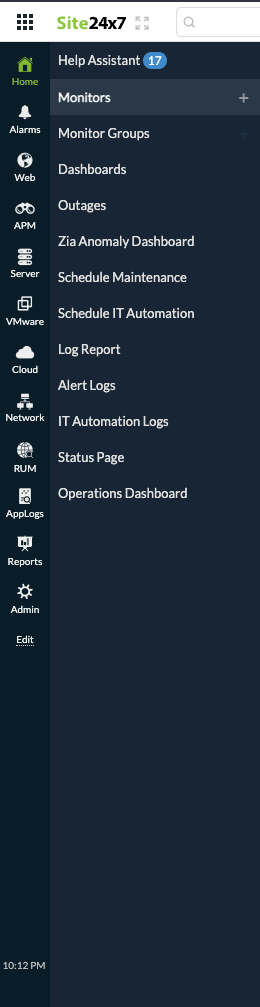 Site24x7
Help Assistant 17
Home
Monitors +
Alarms
Monitor Groups +
Web
Dashboards
APM
Outages
Server
Zia Anomaly Dashboard
VMware
Schedule Maintenance
Cloud
Schedule IT Automation
Network
Log Report
RUM
Alert Logs
AppLogs
IT Automation Logs
Reports
Status Page
Admin
Operations Dashboard
Edit
10:12 PM